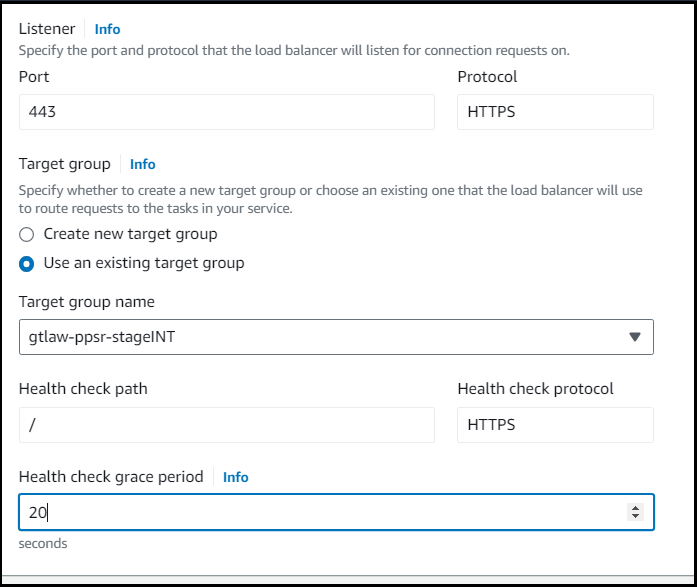 Listener Info
Specify the port and protocol that the load balancer will listen for connection requests on.
Port Protocol
443 HTTPS
Target group Info
Specify whether to create a new target group or choose an existing one that the load balancer will use
to route requests to the tasks in your service.
Create new target group
Use an existing target group
Target group name
gtlaw-ppsr-stageINT
Health check path Health check protocol
/ HTTPS
Health check grace period Info
20
seconds